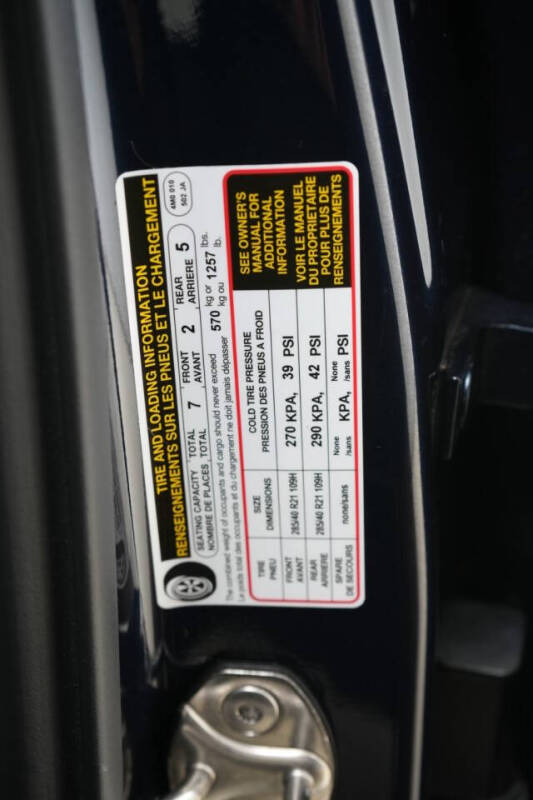 TIRE AND LOADING INFORMATION
RENSEIGNEMENTS SUR LES PNEUS ET LE CHARGEMENT
4M0 010
502 JA
SEATING CAPACITY TOTAL 7 FRONT 2 REAR 5
NOMBRE DE PLACES TOTAL AVANT ARRIERE
The combined weight of occupants and cargo should never exceed 570 kg or 1257 lbs.
Le poids total des occupants et du chargement ne doit jamais dépasser kg ou lb.
TIRE SIZE COLD TIRE PRESSURE
PNEU DIMENSIONS PRESSION DES PNEUS A FROID
FRONT 285/40 R21 109H 270 KPA, 39 PSI
AVANT
REAR 285/40 R21 109H 290 KPA, 42 PSI
ARRIERE
SPARE none/sans None KPA, None PSI
DE SECOURS /sans /sans
SEE OWNER'S
MANUAL FOR
ADDITIONAL
INFORMATION
VOIR LE MANUEL
DU PROPRIETAIRE
POUR PLUS DE
RENSEIGNEMENTS